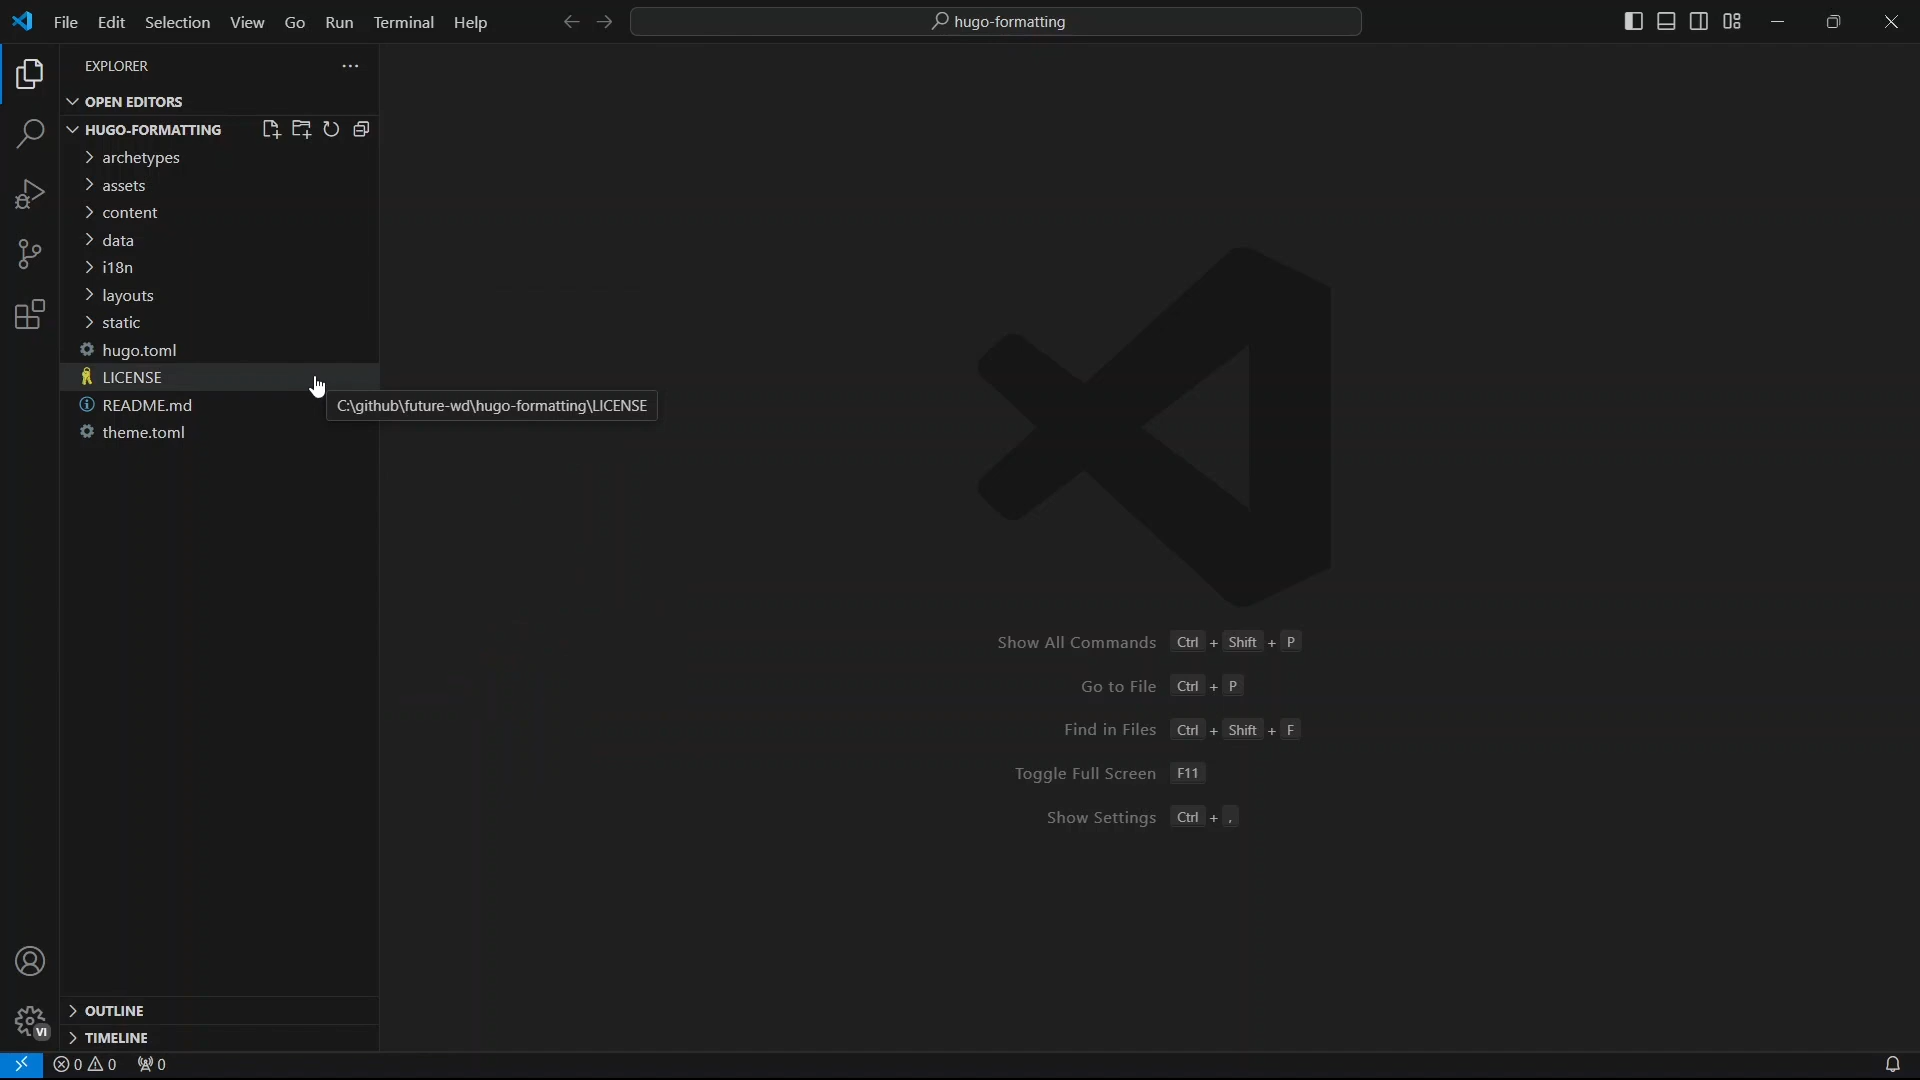 File Edit Selection View Go Run Terminal Help
hugo-formatting
EXPLORER
OPEN EDITORS
HUGO-FORMATTING
archetypes
assets
content
data
i18n
layouts
static
hugo.toml
LICENSE
C:\github\future-wd\hugo-formatting\LICENSE
README.md
theme.toml
Show All Commands Ctrl + Shift + P
Go to File Ctrl + P
Find in Files Ctrl + Shift + F
Toggle Full Screen F11
Show Settings Ctrl + ,
OUTLINE
VI
TIMELINE
0 0 0